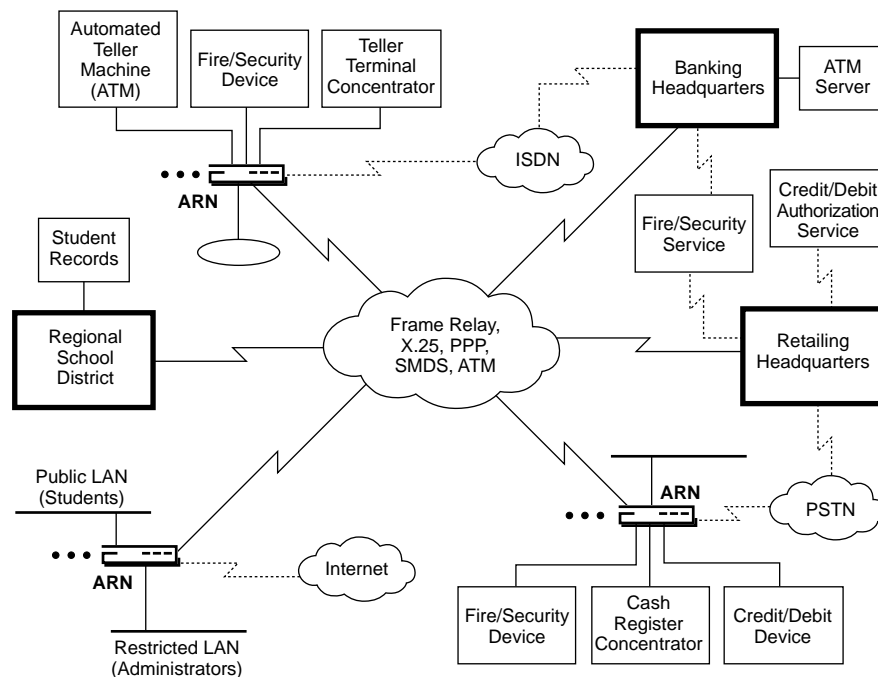 Automated
Teller
Machine
(ATM)
Fire/Security
Device
Teller
Terminal
Concentrator
Banking
Headquarters
ATM
Server
ISDN
ARN
Student
Records
Fire/Security
Service
Credit/Debit
Authorization
Service
Regional
School
District
Frame Relay,
X.25, PPP,
SMDS, ATM
Retailing
Headquarters
Public LAN
(Students)
ARN
Internet
Restricted LAN
(Administrators)
ARN
PSTN
Fire/Security
Device
Cash
Register
Concentrator
Credit/Debit
Device